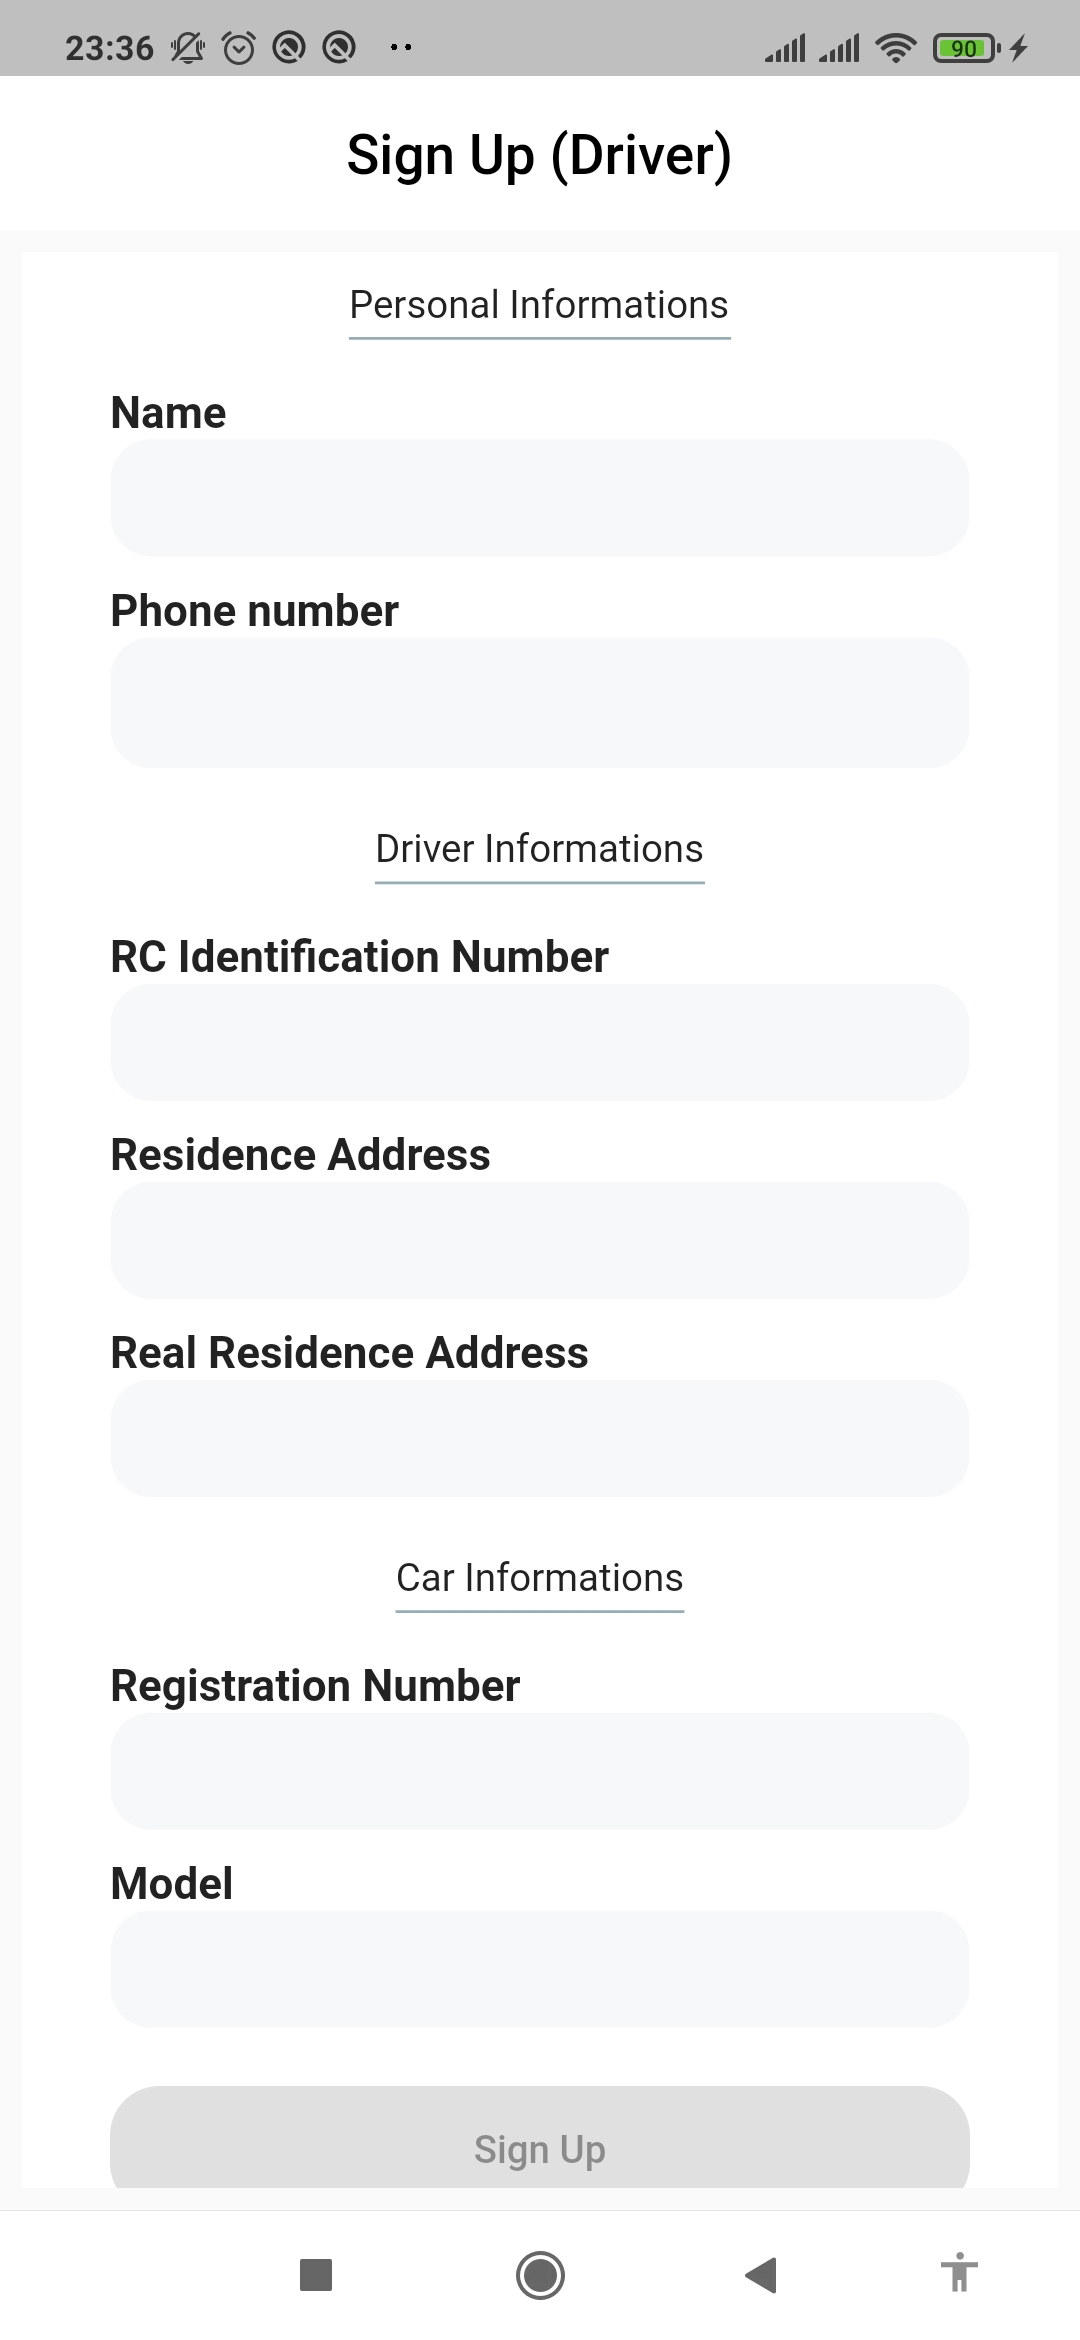 23:36
90
Sign Up (Driver)
Personal Informations
Name
Phone number
Driver Informations
RC Identification Number
Residence Address
Real Residence Address
Car Informations
Registration Number
Model
Sign Up